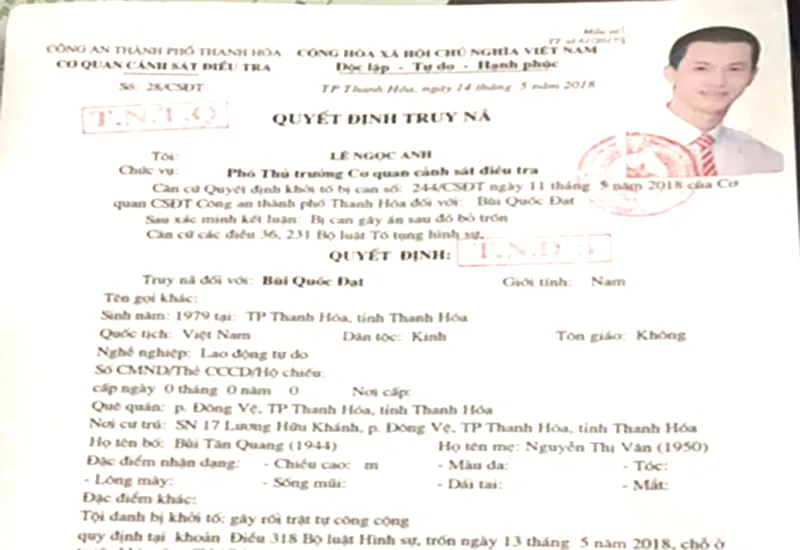 Mẫu số:
CÔNG AN THÀNH PHỐ THANH HÓA CỘNG HÒA XÃ HỘI CHỦ NGHĨA VIỆT NAM
CƠ QUAN CẢNH SÁT ĐIỀU TRA Độc lập - Tự do - Hạnh phúc
Số: 28/CSĐT TP Thanh Hóa, ngày 14 tháng 5 năm 2018
T.N.T.Q
QUYẾT ĐỊNH TRUY NÃ
Tôi: LÊ NGỌC ANH
Chức vụ: Phó Thủ trưởng Cơ quan cảnh sát điều tra
Căn cứ Quyết định khởi tố bị can số: 244/CSĐT ngày 11 tháng 5 năm 2018 của Cơ
quan CSĐT Công an thành phố Thanh Hóa đối với: Bùi Quốc Đạt
Sau xác minh kết luận: Bị can gây án sau đó bỏ trốn
Căn cứ các điều 36, 231 Bộ luật Tố tụng hình sự.
QUYẾT ĐỊNH:
Truy nã đối với: Bùi Quốc Đạt Giới tính: Nam
Tên gọi khác:
Sinh năm: 1979 tại: TP Thanh Hóa, tỉnh Thanh Hóa
Quốc tịch: Việt Nam Dân tộc: Kinh Tôn giáo: Không
Nghề nghiệp: Lao động tự do
Số CMND/Thẻ CCCD/Hộ chiếu:
cấp ngày 0 tháng 0 năm 0 Nơi cấp:
Quê quán: p. Đông Vệ, TP Thanh Hóa, tỉnh Thanh Hóa
Nơi cư trú: SN 17 Lương Hữu Khánh, p. Đông Vệ, TP Thanh Hóa, tỉnh Thanh Hóa
Họ tên bố: Bùi Tân Quang (1944) Họ tên mẹ: Nguyễn Thị Vân (1950)
Đặc điểm nhận dạng: - Chiều cao: m - Màu da: - Tóc:
- Lông mày: - Sống mũi: - Dái tai: - Mắt:
Đặc điểm khác:
Tội danh bị khởi tố: gây rối trật tự công cộng
quy định tại khoản Điều 318 Bộ luật Hình sự, trốn ngày 13 tháng 5 năm 2018, chỗ ở